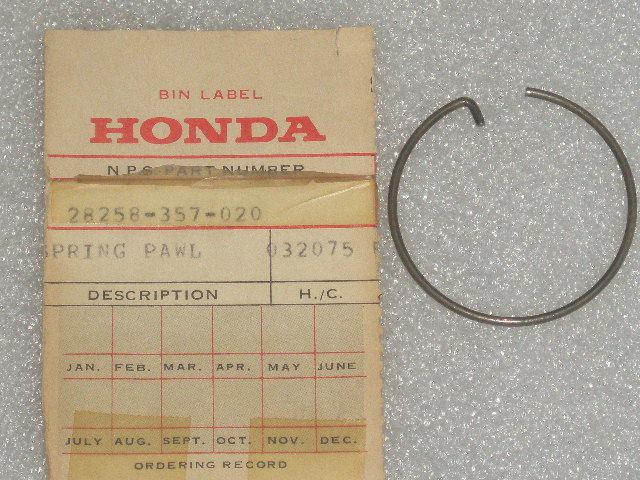 BIN LABEL
HONDA
N.P.S. PART NUMBER
28258-357-020
SPRING PAWL 032075
DESCRIPTION H./C.
JAN. FEB. MAR. APR. MAY JUNE
JULY AUG. SEPT. OCT. NOV. DEC.
ORDERING RECORD